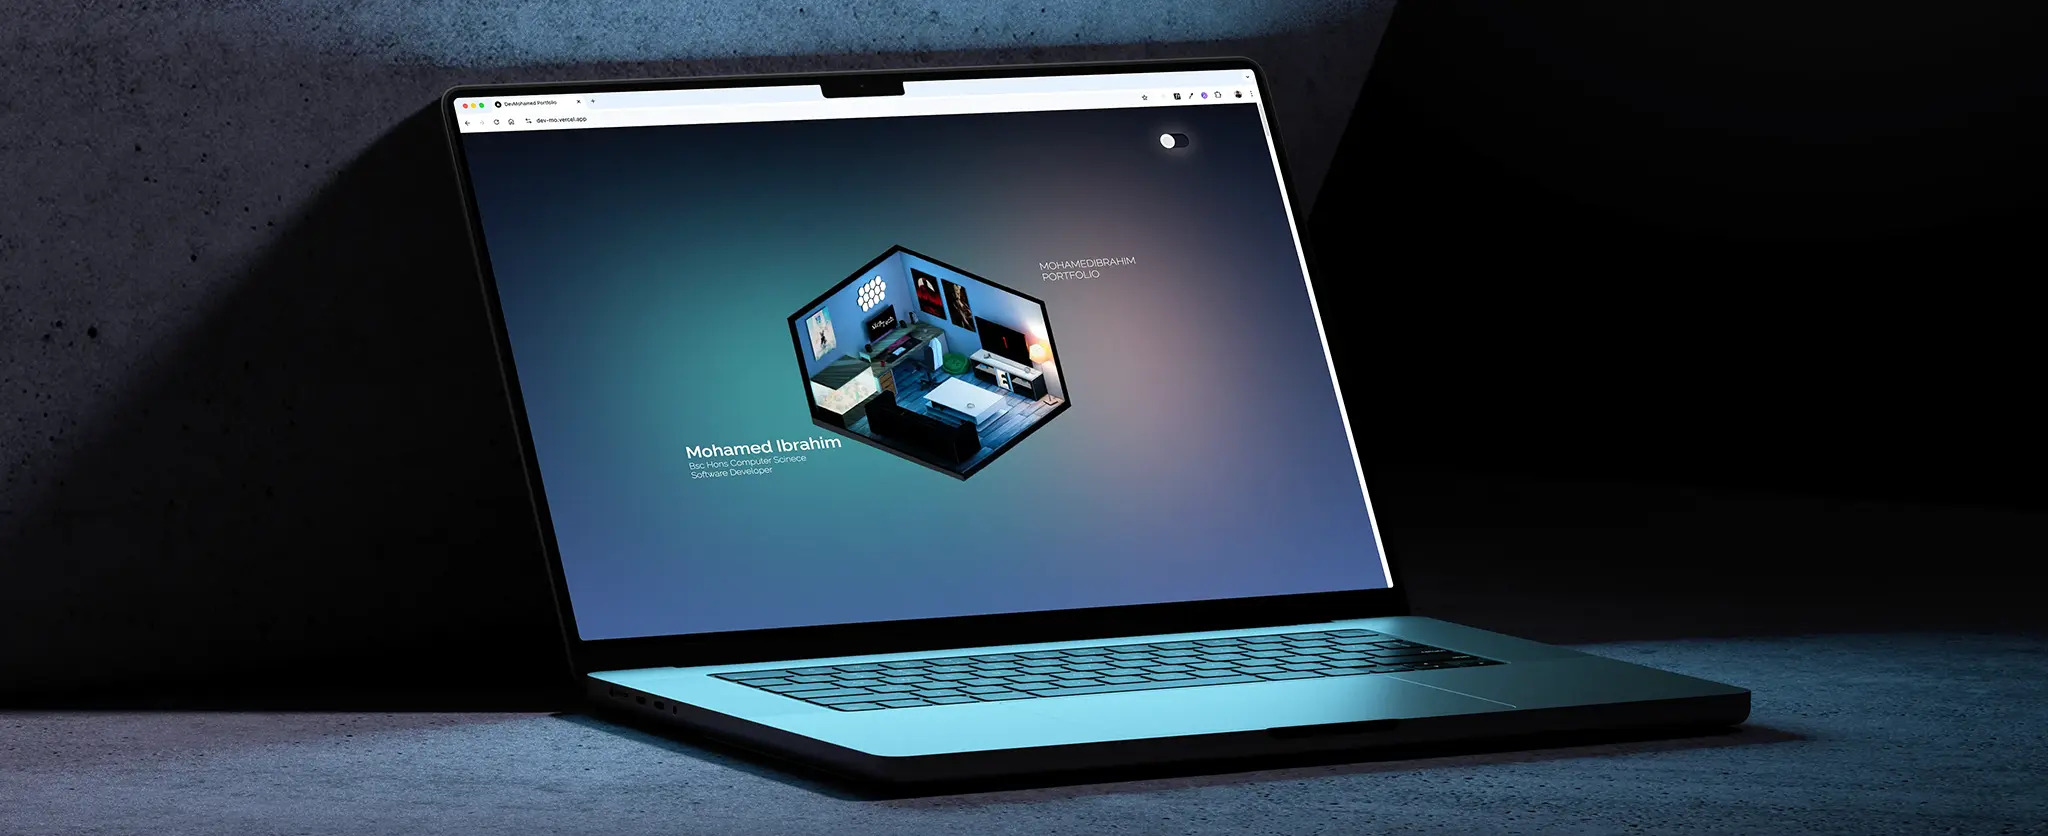 DevMohamed Portfolio
dev-mo.vercel.app
MOHAMEDIBRAHIM
PORTFOLIO
Mohamed Ibrahim
Bsc Hons Computer Scinece
Software Developer